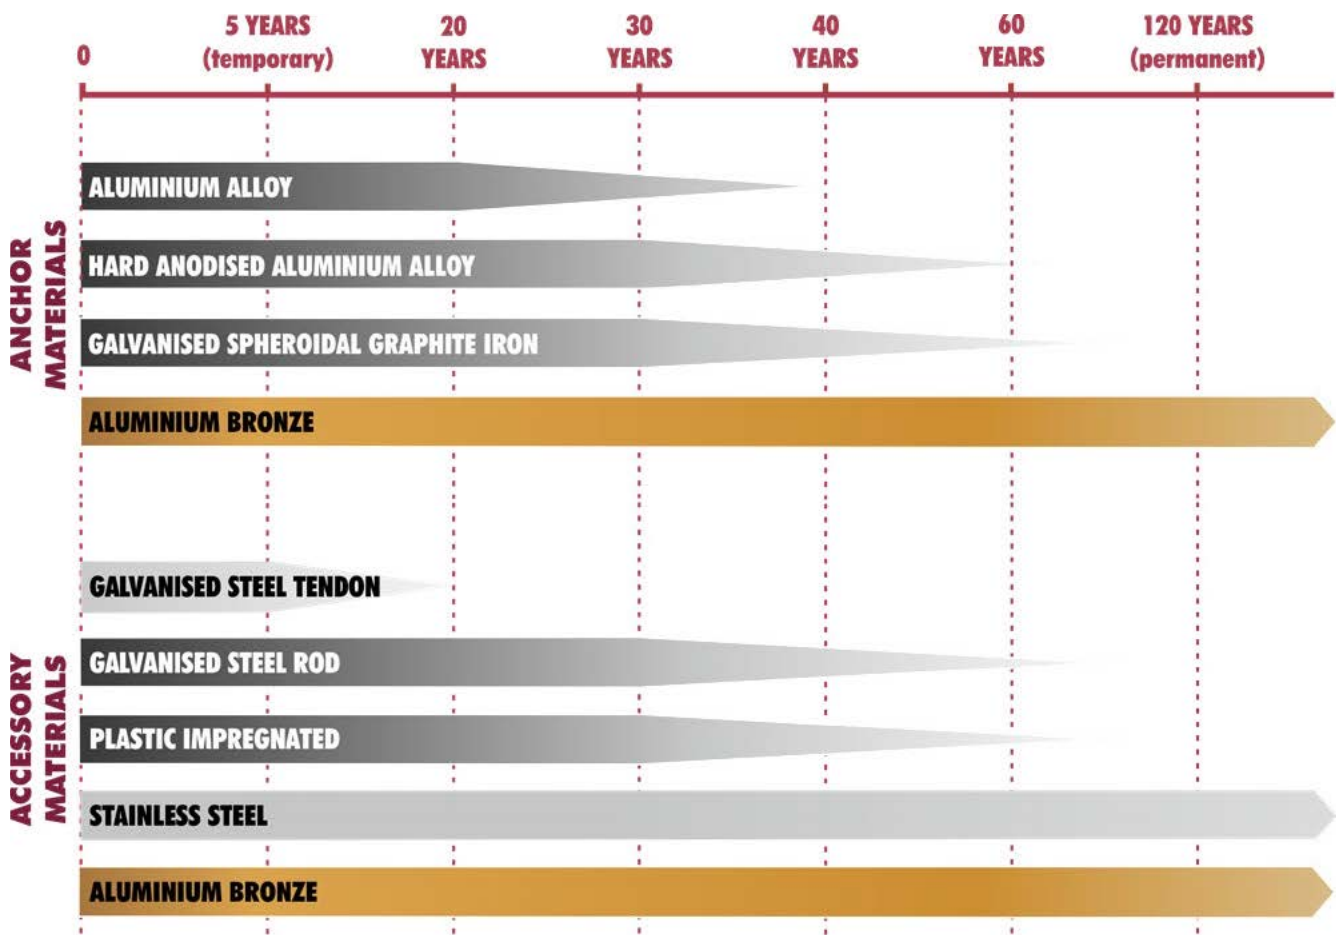 0
5 YEARS
(temporary)
20
YEARS
30
YEARS
40
YEARS
60
YEARS
120 YEARS
(permanent)
ANCHOR
MATERIALS
ALUMINIUM ALLOY
HARD ANODISED ALUMINIUM ALLOY
GALVANISED SPHEROIDAL GRAPHITE IRON
ALUMINIUM BRONZE
ACCESSORY
MATERIALS
GALVANISED STEEL TENDON
GALVANISED STEEL ROD
PLASTIC IMPREGNATED
STAINLESS STEEL
ALUMINIUM BRONZE